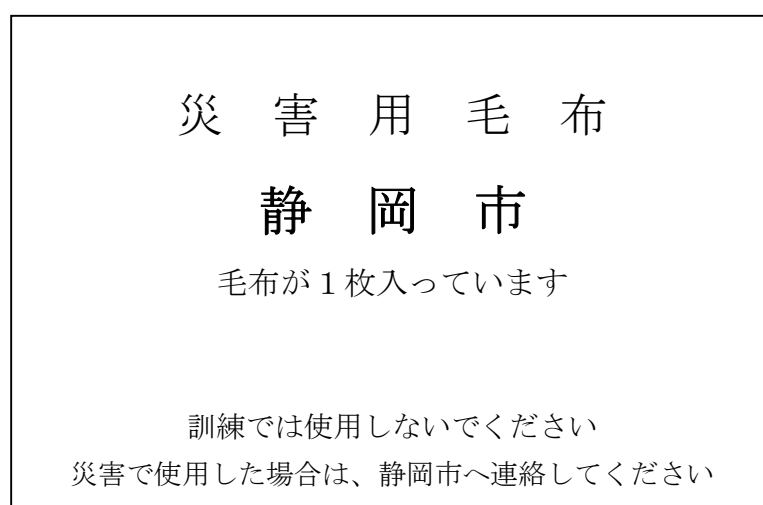 災害用毛布
静岡市
毛布が１枚入っています
訓練では使用しないでください
災害で使用した場合は、静岡市へ連絡してください